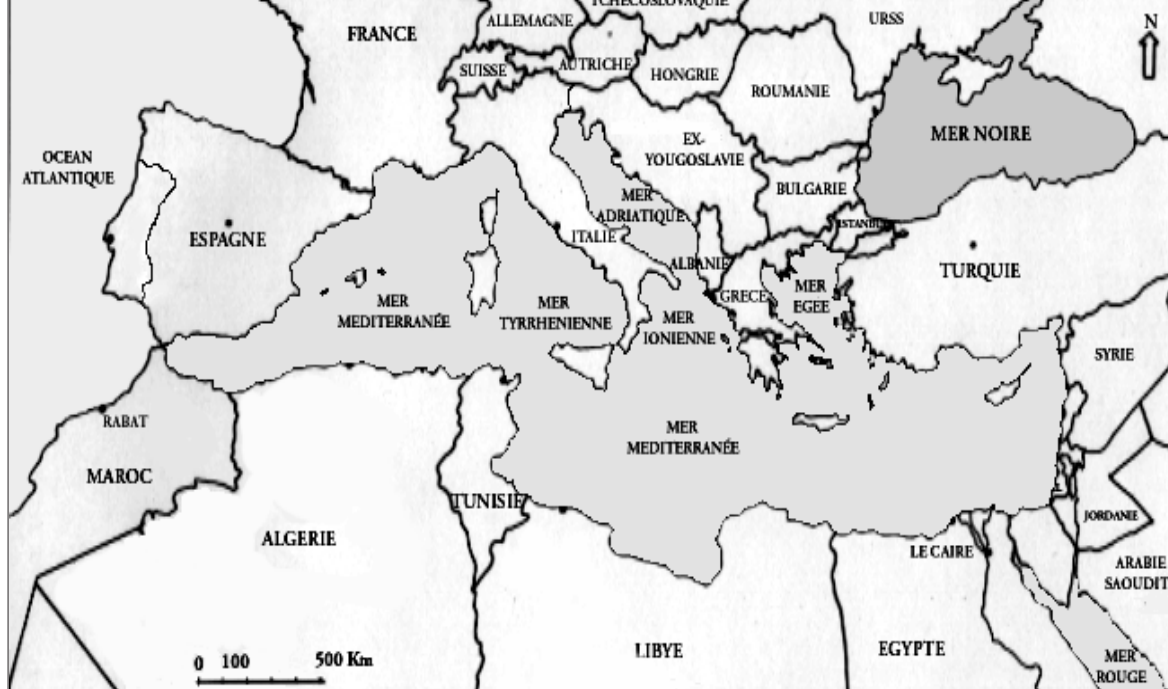 TCHECOSLOVAQUIE
ALLEMAGNE
URSS
N
FRANCE
SUISSE
AUTRICHE
HONGRIE
ROUMANIE
MER NOIRE
OCEAN
ATLANTIQUE
EX-
YOUGOSLAVIE
BULGARIE
MER
ADRIATIQUE
ISTANBUL
ESPAGNE
ITALIE
ALBANIE
TURQUIE
GRECE
MER
EGEE
MER
MEDITERRANÉE
MER
TYRRHENIENNE
MER
IONIENNE
SYRIE
RABAT
MER
MEDITERRANÉE
MAROC
TUNISIE
JORDANIE
ALGERIE
LE CAIRE
ARABIE
SAOUDIT
LIBYE
EGYPTE
MER
ROUGE
0 100 500 Km